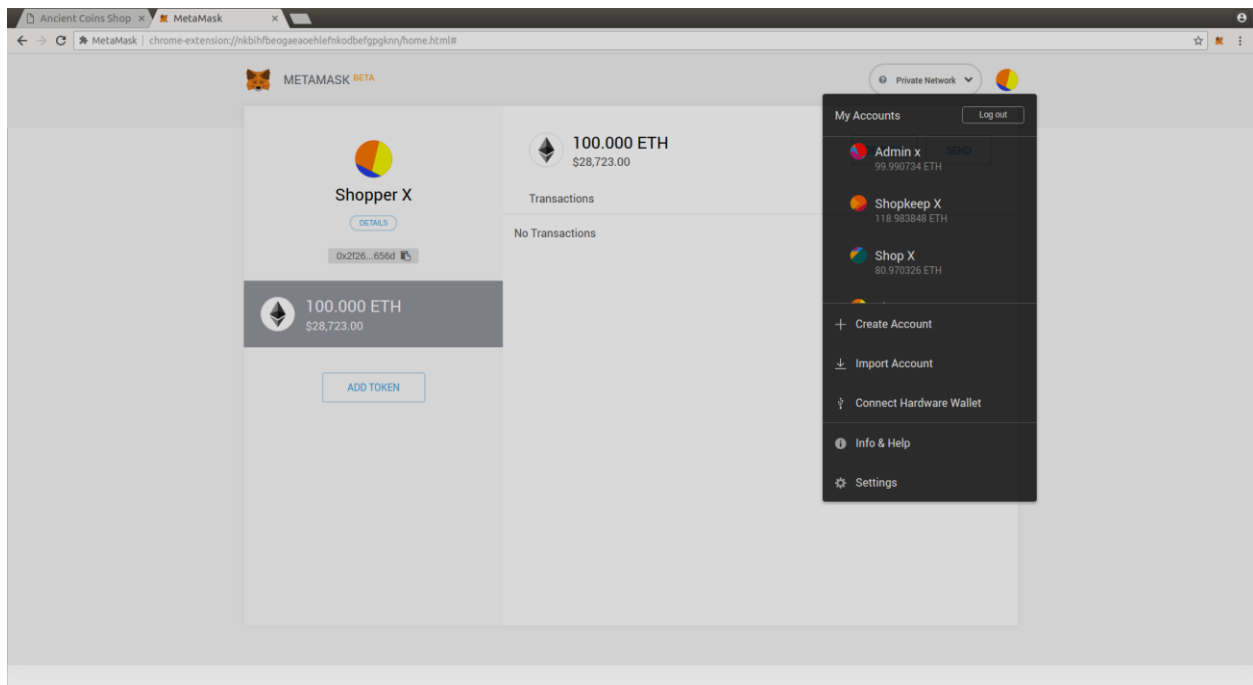 Ancient Coins Shop
MetaMask
MetaMask
chrome-extension://nkbihfbeogaeaoehlefnkodbefgpgknn/home.html#
METAMASK BETA
Private Network
My Accounts
Log out
Shopper X
DETAILS
0x2f26...656d
100.000 ETH
$28,723.00
ADD TOKEN
100.000 ETH
$28,723.00
SEND
Transactions
No Transactions
Admin x
99.990734 ETH
Shopkeep X
118.983848 ETH
Shop X
80.970326 ETH
Create Account
Import Account
Connect Hardware Wallet
Info & Help
Settings